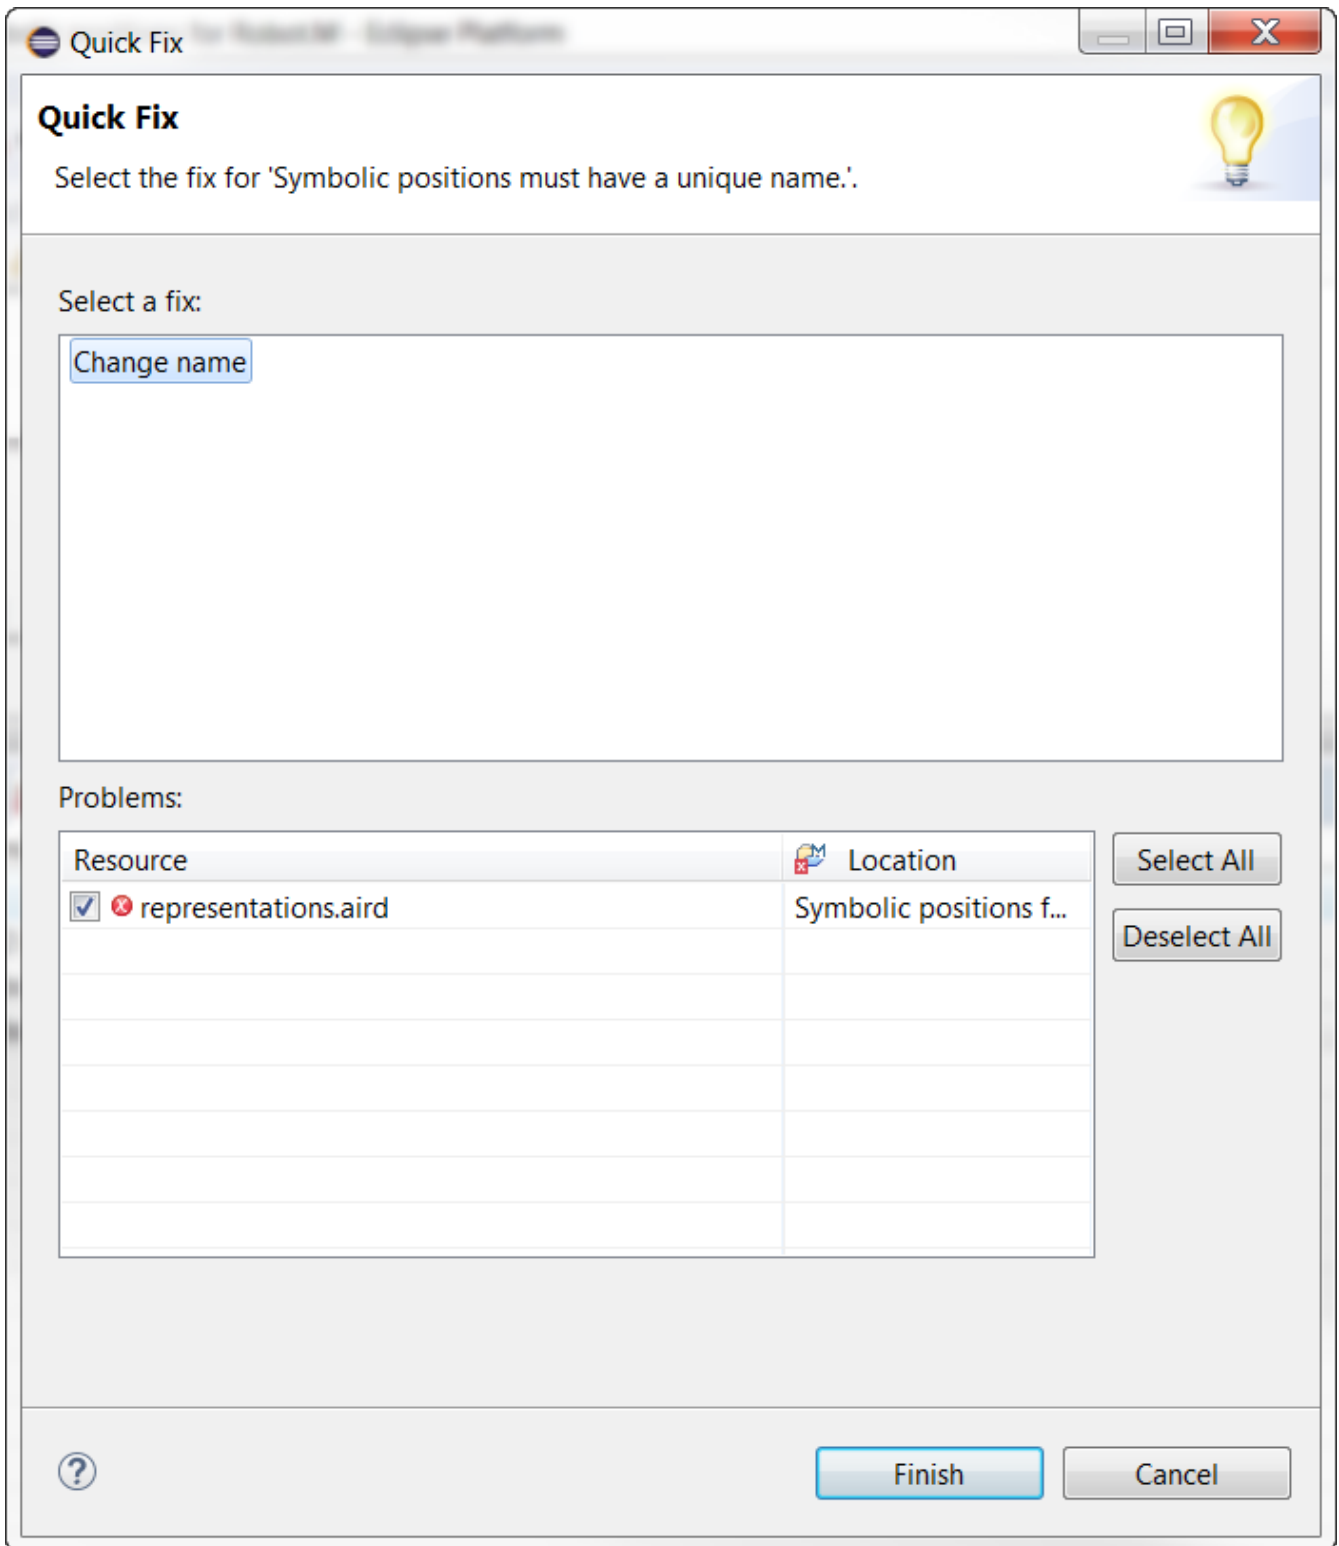 Quick Fix
Quick Fix
Select the fix for 'Symbolic positions must have a unique name.'.
Select a fix:
Change name
Problems:
Resource Location
Select All
representations.aird Symbolic positions f...
Deselect All
Finish Cancel